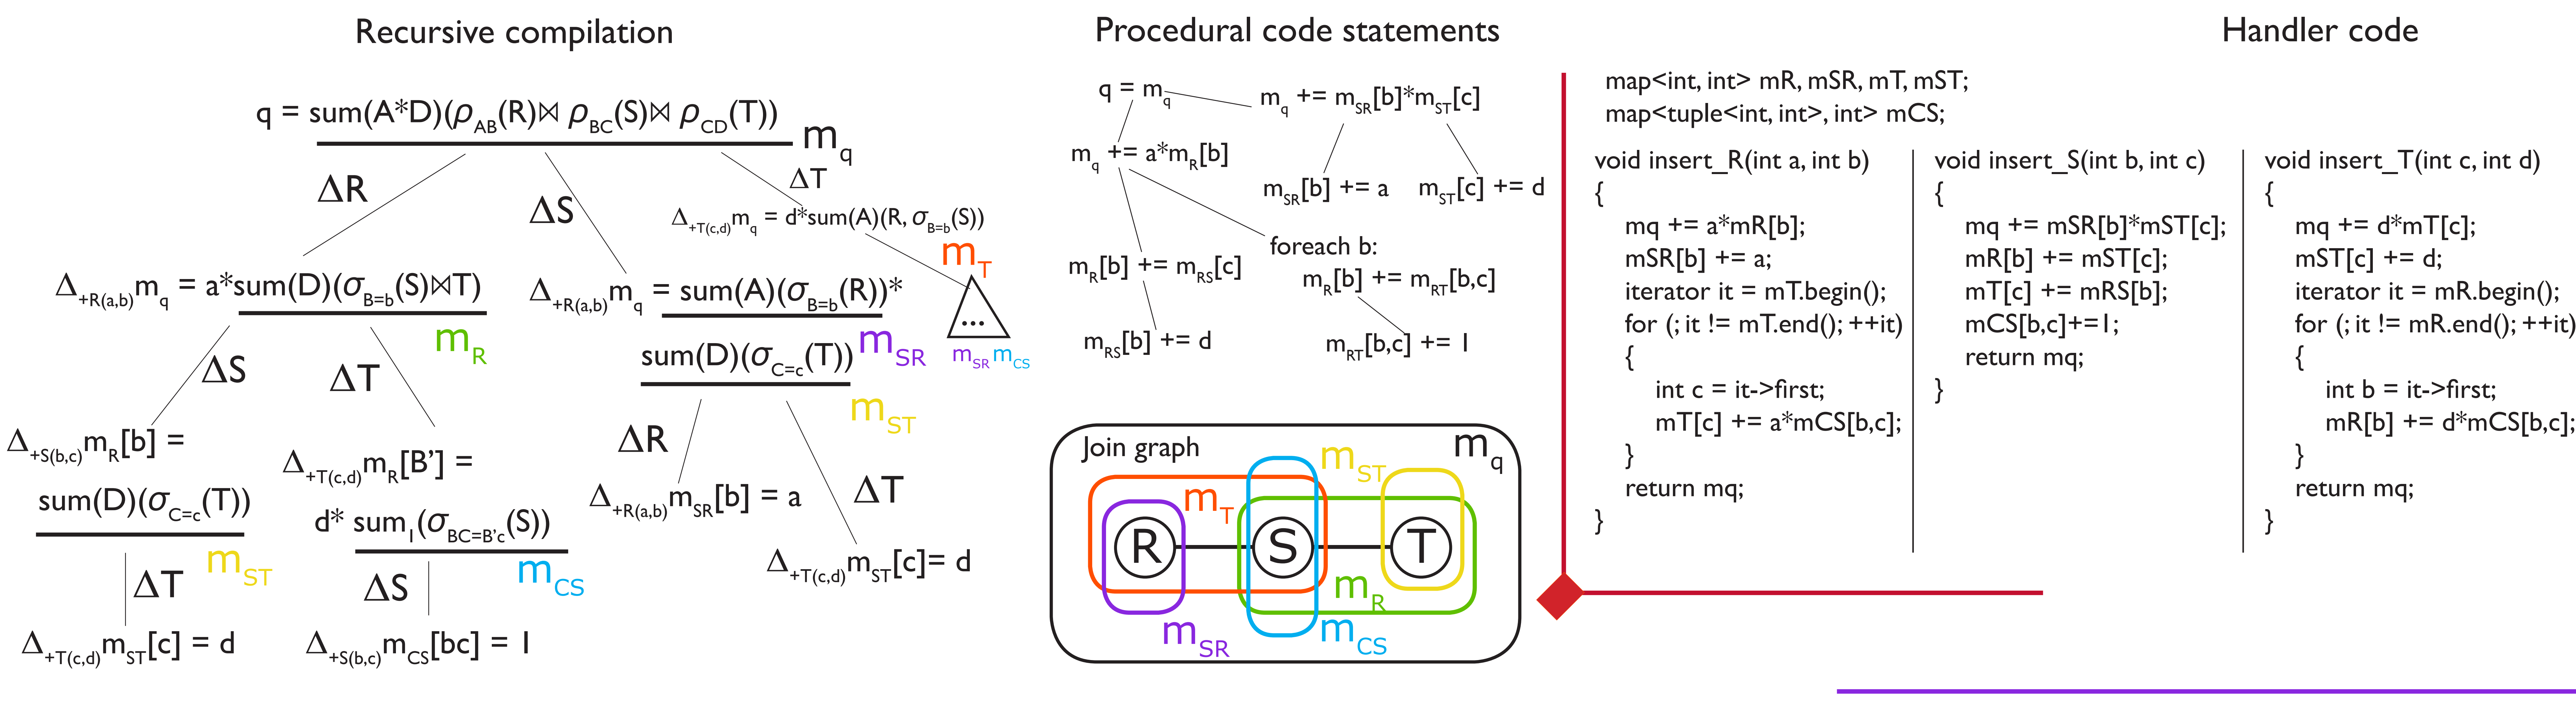 Recursive compilation
q = sum(A*D)(ρAB(R)⋈ ρBC(S)⋈ ρCD(T))
mq
ΔR
ΔS
ΔT
Δ+T(c,d)mq = d*sum(A)(R, σB=b(S))
mT
...
mSR mCS
Δ+R(a,b)mq = a*sum(D)(σB=b(S)⋈T)
mR
Δ+R(a,b)mq = sum(A)(σB=b(R))*
mSR
sum(D)(σC=c(T))
mST
ΔS
ΔT
ΔR
ΔT
Δ+S(b,c)mR[b] =
sum(D)(σC=c(T))
mST
Δ+T(c,d)mR[B'] =
d* sum1(σBC=B'c(S))
mCS
Δ+R(a,b)mSR[b] = a
Δ+T(c,d)mST[c]= d
ΔT
ΔS
Δ+T(c,d)mST[c] = d
Δ+S(b,c)mCS[bc] = 1
Procedural code statements
q = mq
mq += mSR[b]*mST[c]
mq += a*mR[b]
mSR[b] += a
mST[c] += d
foreach b:
mR[b] += mRS[c]
mR[b] += mRT[b,c]
mRS[b] += d
mRT[b,c] += 1
Join graph
mq
mST
mT
R
S
T
mR
mSR
mCS
Handler code
map<int, int> mR, mSR, mT, mST;
map<tuple<int, int>, int> mCS;
void insert_R(int a, int b)
{
mq += a*mR[b];
mSR[b] += a;
iterator it = mT.begin();
for (; it != mT.end(); ++it)
{
int c = it->first;
mT[c] += a*mCS[b,c];
}
return mq;
}
void insert_S(int b, int c)
{
mq += mSR[b]*mST[c];
mR[b] += mST[c];
mT[c] += mRS[b];
mCS[b,c]+=1;
return mq;
}
void insert_T(int c, int d)
{
mq += d*mT[c];
mST[c] += d;
iterator it = mR.begin();
for (; it != mR.end(); ++it)
{
int b = it->first;
mR[b] += d*mCS[b,c];
}
return mq;
}